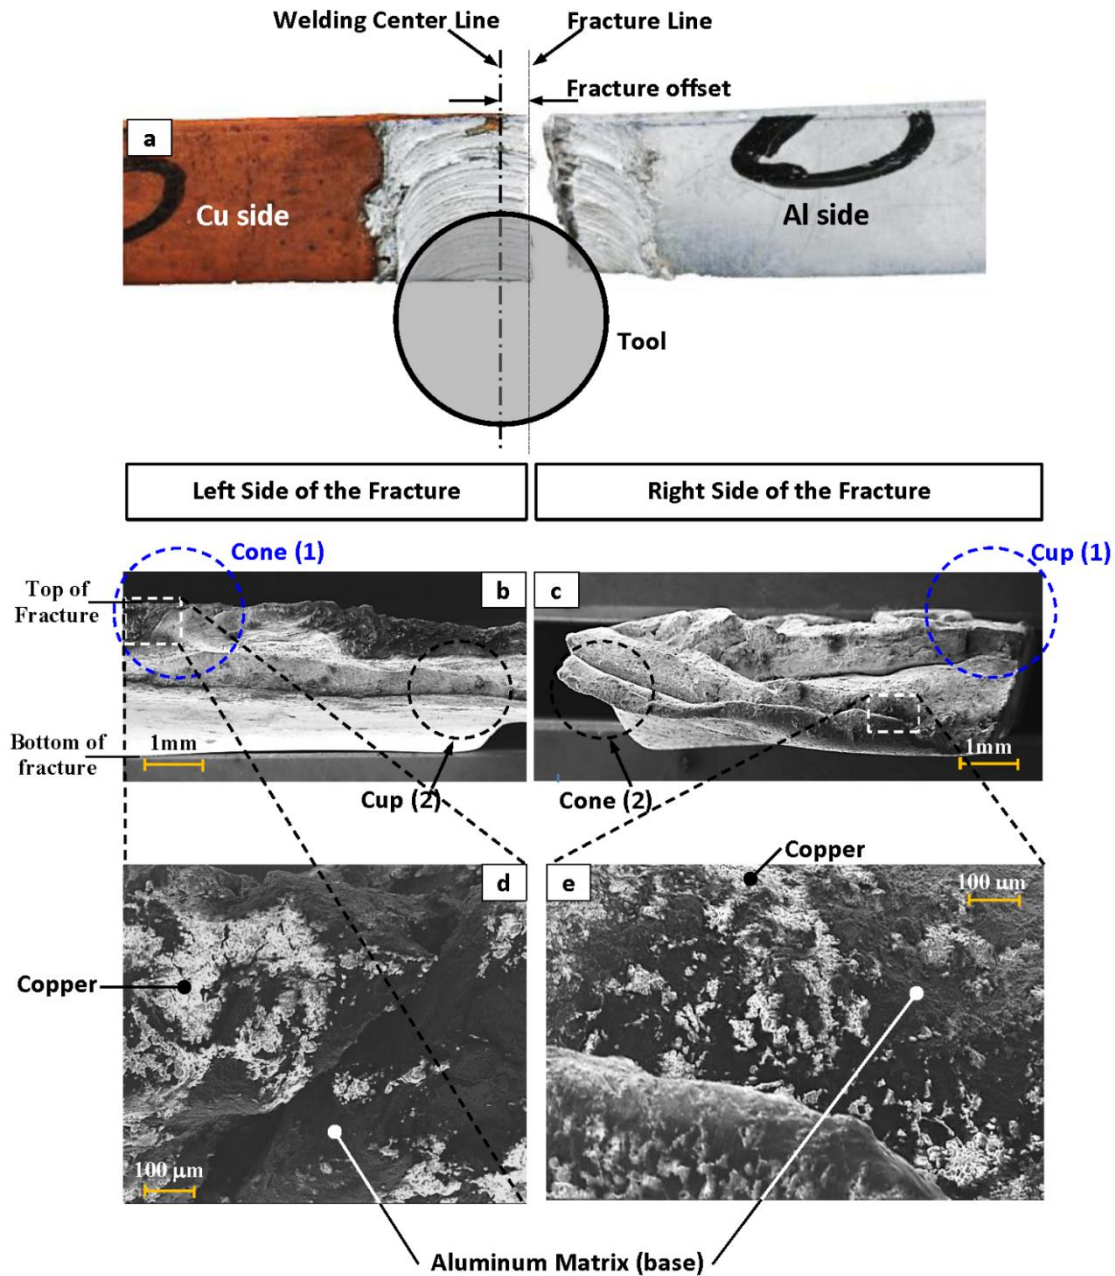 Welding Center Line
Fracture Line
Fracture offset
a
Cu side
Al side
Tool
Left Side of the Fracture
Right Side of the Fracture
Cone (1)
Cup (1)
Top of
Fracture
b
c
Bottom of
fracture
1mm
1mm
Cup (2)
Cone (2)
Copper
d
e
100 µm
Copper
100 µm
Aluminum Matrix (base)